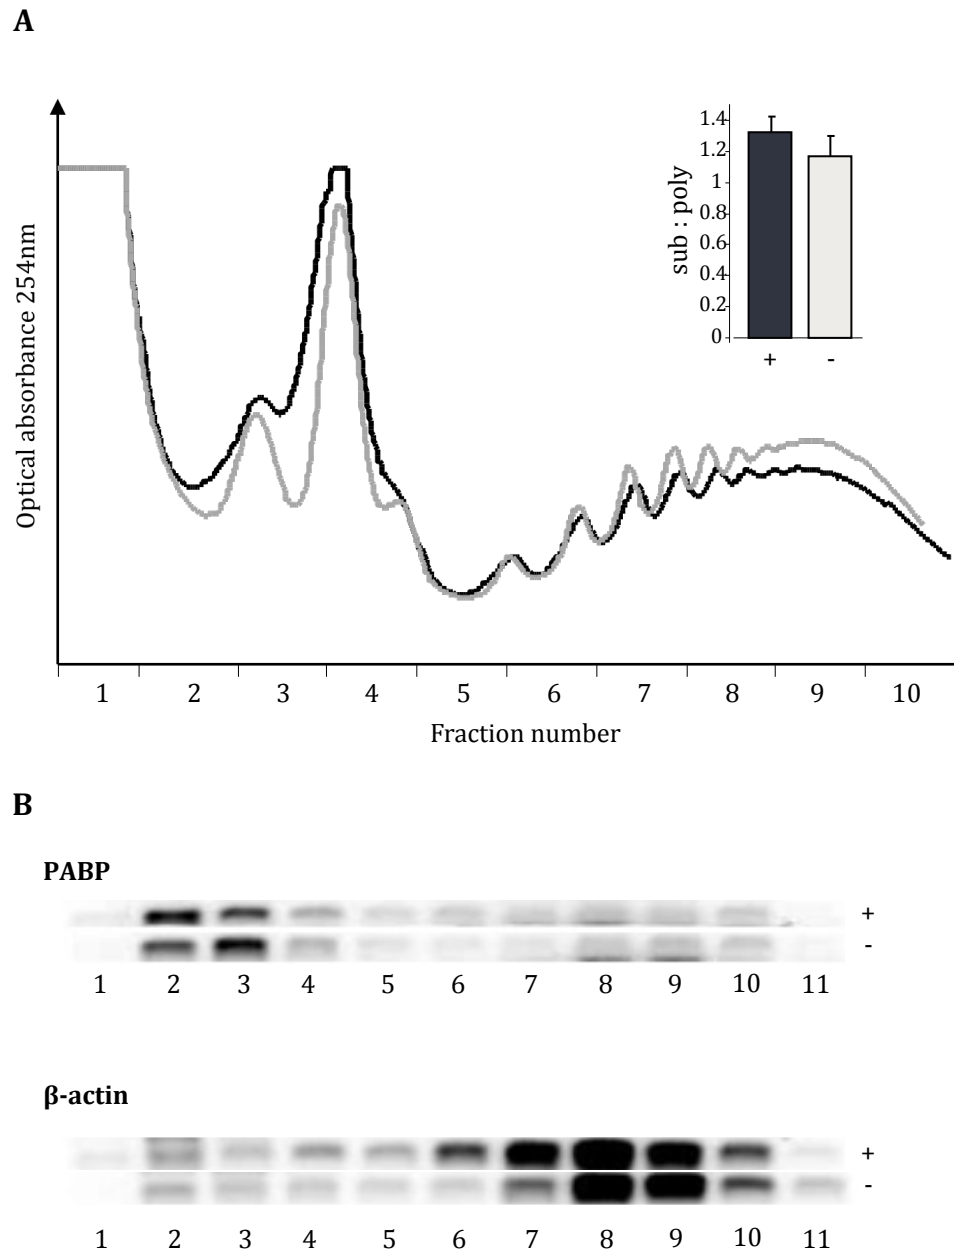 A
Optical absorbance 254nm
sub : poly
1.4
1.2
1
0.8
0.6
0.4
0.2
0
+ -
1 2 3 4 5 6 7 8 9 10
Fraction number
B
PABP
+
-
1 2 3 4 5 6 7 8 9 10 11
β-actin
+
-
1 2 3 4 5 6 7 8 9 10 11